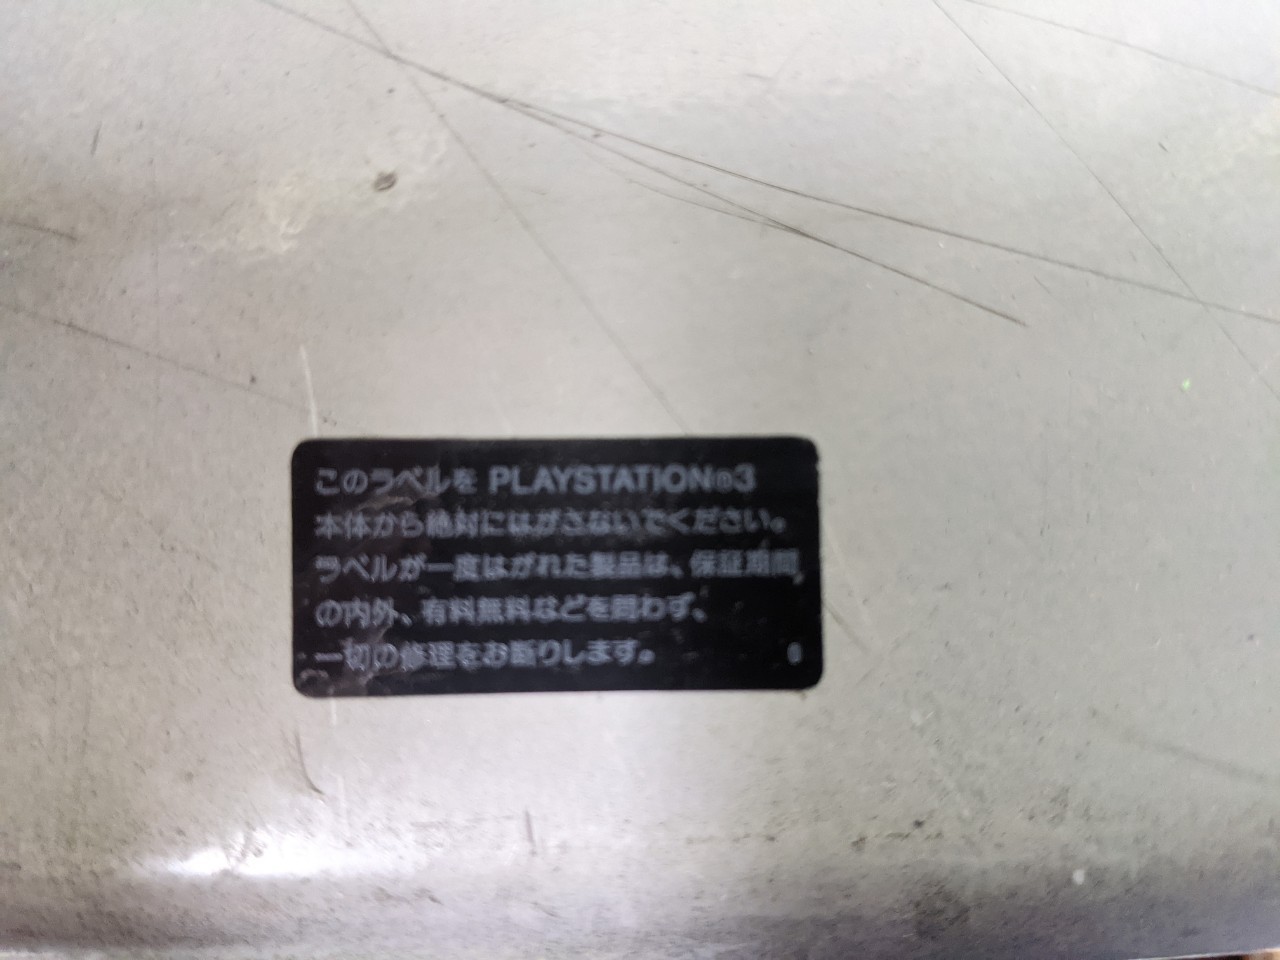 このラベルを PLAYSTATION®3
本体から絶対にはがさないでください。
ラベルが一度はがれた製品は、保証期間
の内外、有料無料などを問わず、
一切の修理をお断りします。